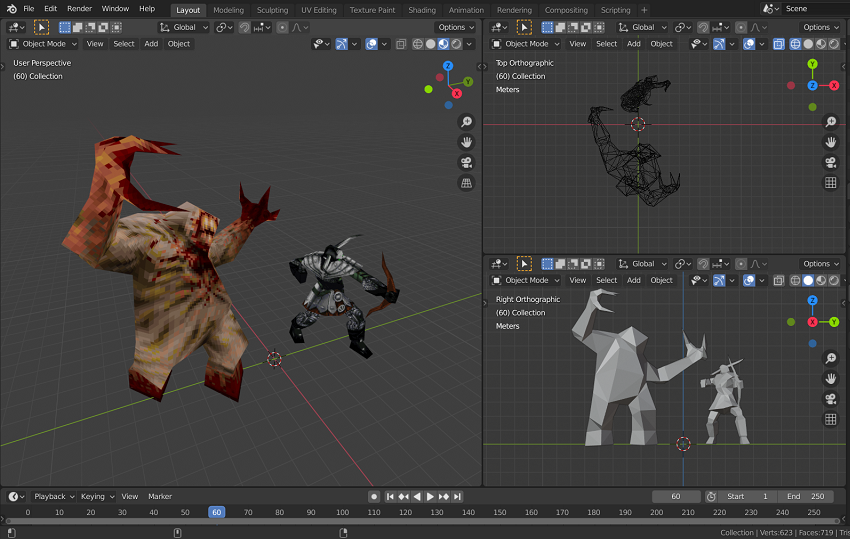 File Edit Render Window Help Layout Modeling Sculpting UV Editing Texture Paint Shading Animation Rendering Compositing Scripting Scene
Global Options
Object Mode View Select Add Object
User Perspective
(60) Collection
Z
Y
X
Global Options
Object Mode View Select Add Object
Top Orthographic
(60) Collection
Meters
Y
Z
X
Global Options
Object Mode View Select Add Object
Right Orthographic
(60) Collection
Meters
Z
X
Y
Playback Keying View Marker 60 Start 1 End 250
0 10 20 30 40 50 60 70 80 90 100 110 120 130 140 150 160 170 180 190 200 210 220 230 240 250
Collection | Verts:623 | Faces:719 | Tris